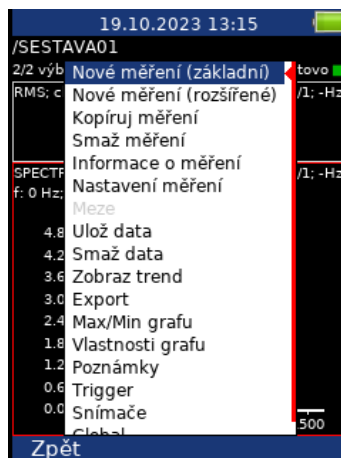 19.10.2023 13:15
/SESTAVA01
2/2 výb
tovo
RMS; c
/1; -Hz
SPECTR
/1; -Hz
f: 0 Hz;
Nové měření (základní)
Nové měření (rozšířené)
Kopíruj měření
Smaž měření
Informace o měření
Nastavení měření
Meze
Ulož data
Smaž data
Zobraz trend
Export
Max/Min grafu
Vlastnosti grafu
Poznámky
Trigger
Snímače
Global
4.8
4.2
3.6
3.0
2.4
1.8
1.2
0.6
0.0
500
Zpět